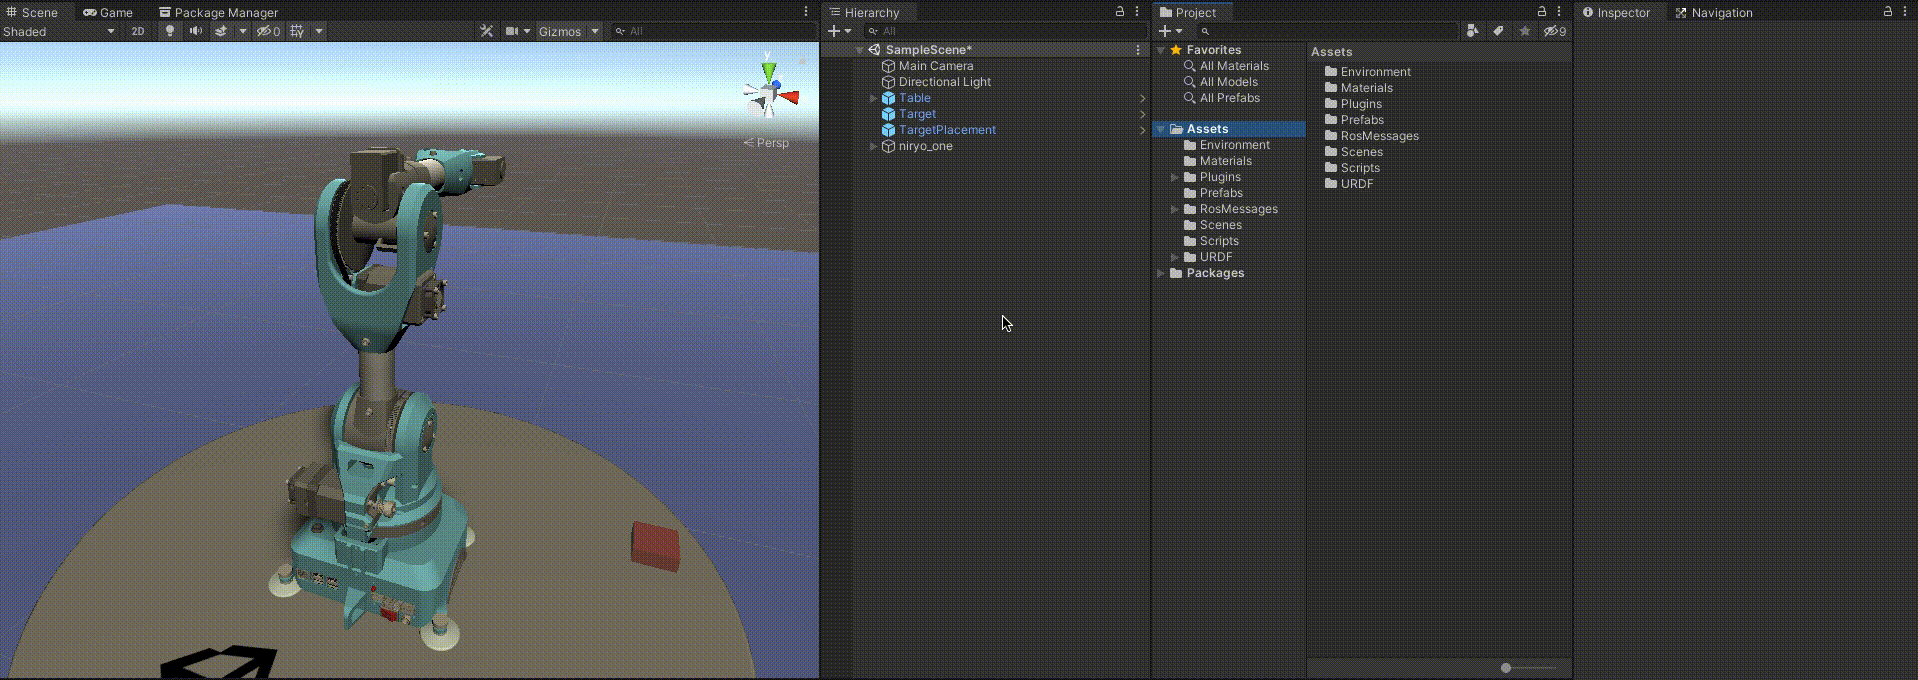 Scene
Game
Package Manager
Shaded
2D
0
Gizmos
All
y
Persp
Hierarchy
All
SampleScene*
Main Camera
Directional Light
Table
Target
TargetPlacement
niryo_one
Project
9
Favorites
All Materials
All Models
All Prefabs
Assets
Environment
Materials
Plugins
Prefabs
RosMessages
Scenes
Scripts
URDF
Packages
Assets
Environment
Materials
Plugins
Prefabs
RosMessages
Scenes
Scripts
URDF
Inspector
Navigation